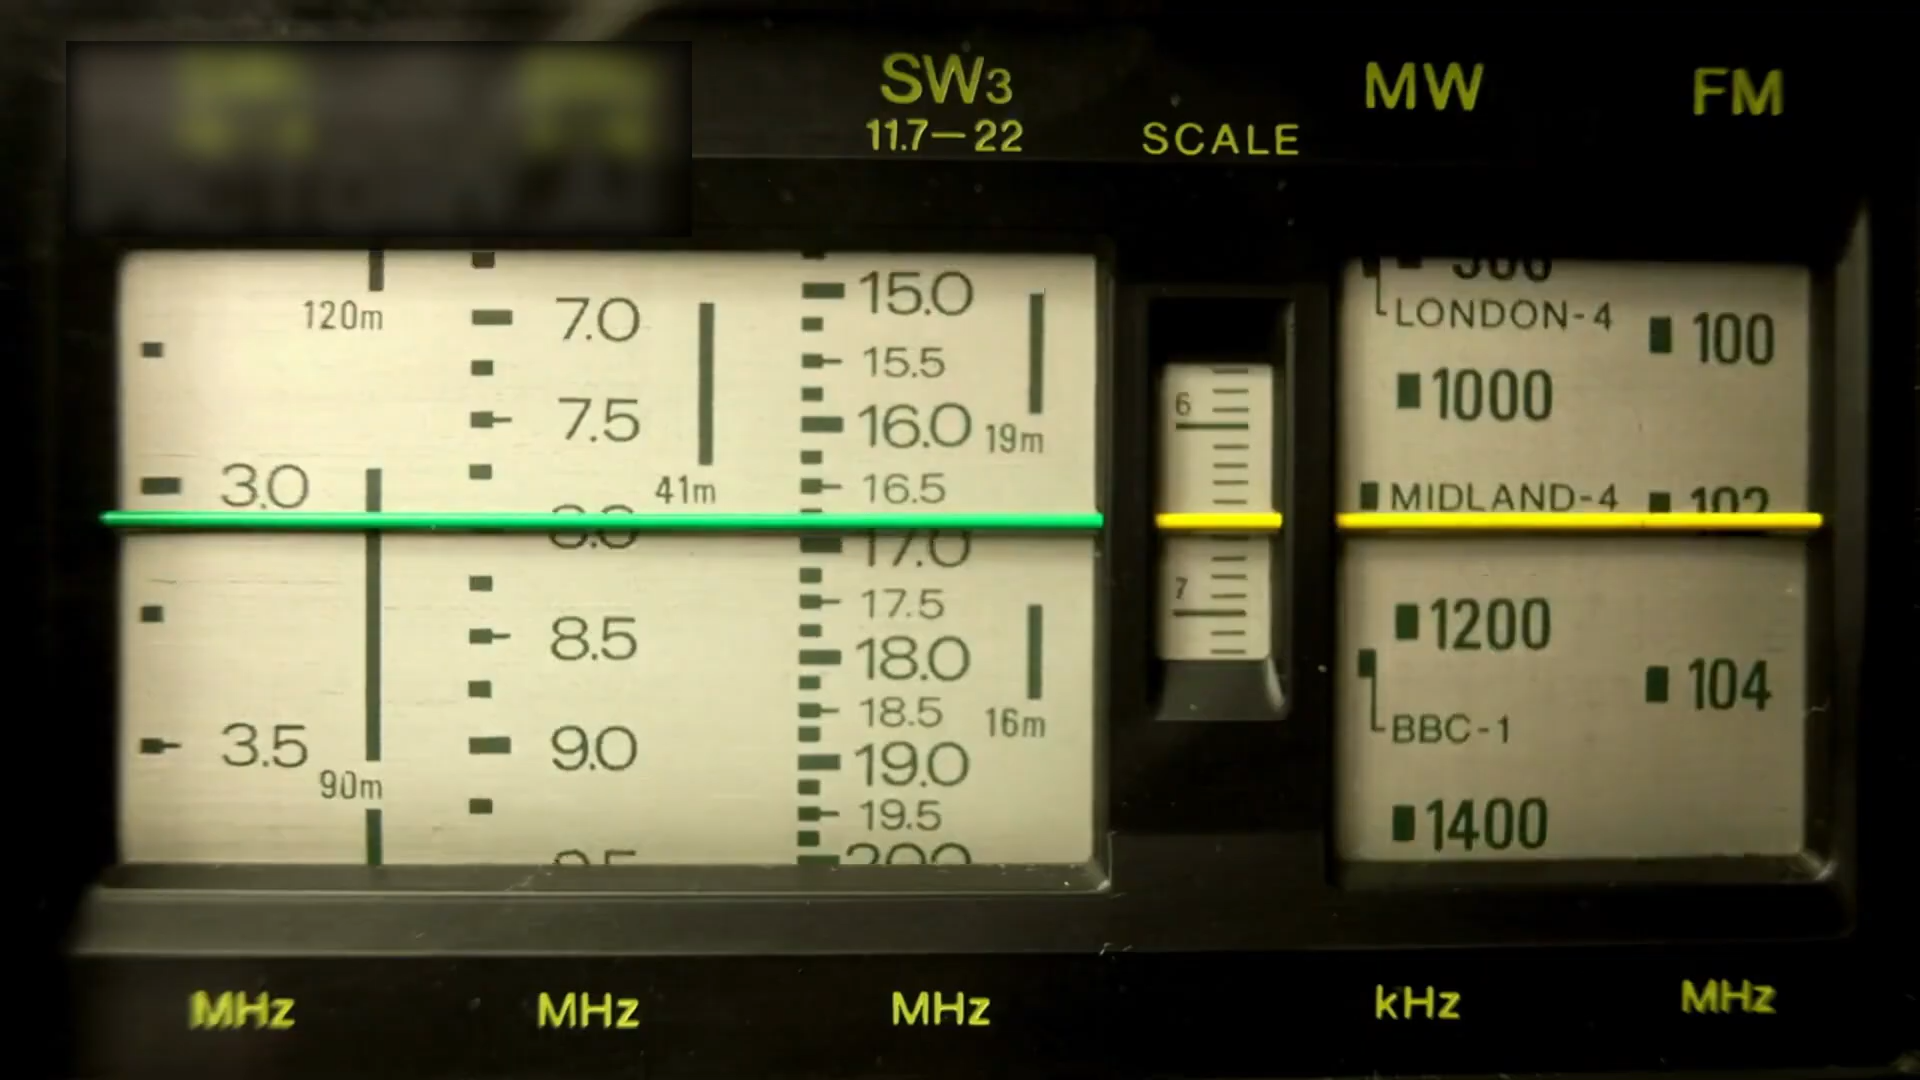 SW3
11.7—22
SCALE
MW
FM
120m
3.0
3.5
90m
7.0
7.5
41m
8.5
9.0
15.0
15.5
16.0
19m
16.5
17.0
17.5
18.0
18.5
16m
19.0
19.5
6
7
LONDON-4
1000
MIDLAND-4
1200
BBC-1
1400
100
102
104
MHz
MHz
MHz
kHz
MHz